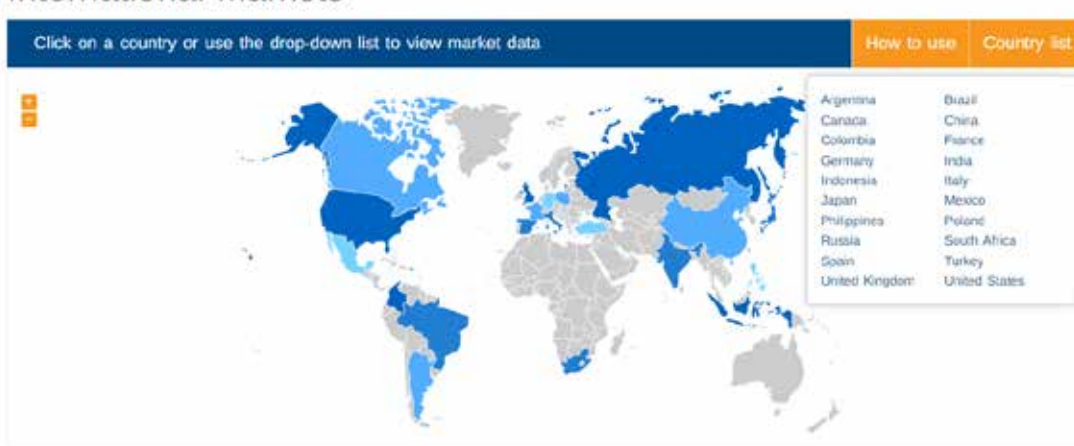 Click on a country or use the drop-down list to view market data
How to use Country list
+
−
Argentina Brazil
Canada China
Colombia France
Germany India
Indonesia Italy
Japan Mexico
Philippines Poland
Russia South Africa
Spain Turkey
United Kingdom United States